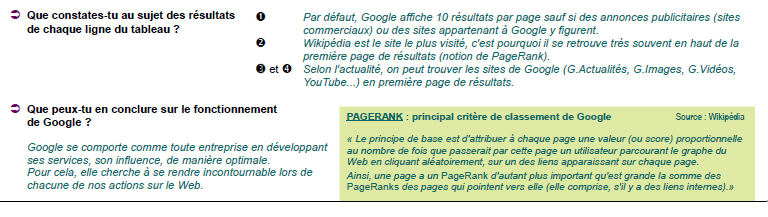 ➲ Que constates-tu au sujet des résultats
de chaque ligne du tableau ?
❶ Par défaut, Google affiche 10 résultats par page sauf si des annonces publicitaires (sites
commerciaux) ou des sites appartenant à Google y figurent.
❷ Wikipédia est le site le plus visité, c'est pourquoi il se retrouve très souvent en haut de la
première page de résultats (notion de PageRank).
❸ et ❹ Selon l'actualité, on peut trouver les sites de Google (G.Actualités, G.Images, G.Vidéos,
YouTube...) en première page de résultats.
➲ Que peux-tu en conclure sur le fonctionnement
de Google ?
Google se comporte comme toute entreprise en développant
ses services, son influence, de manière optimale.
Pour cela, elle cherche à se rendre incontournable lors de
chacune de nos actions sur le Web.
PAGERANK : principal critère de classement de Google Source : Wikipédia
« Le principe de base est d'attribuer à chaque page une valeur (ou score) proportionnelle
au nombre de fois que passerait par cette page un utilisateur parcourant le graphe du
Web en cliquant aléatoirement, sur un des liens apparaissant sur chaque page.
Ainsi, une page a un PageRank d'autant plus important qu'est grande la somme des
PageRanks des pages qui pointent vers elle (elle comprise, s'il y a des liens internes).»